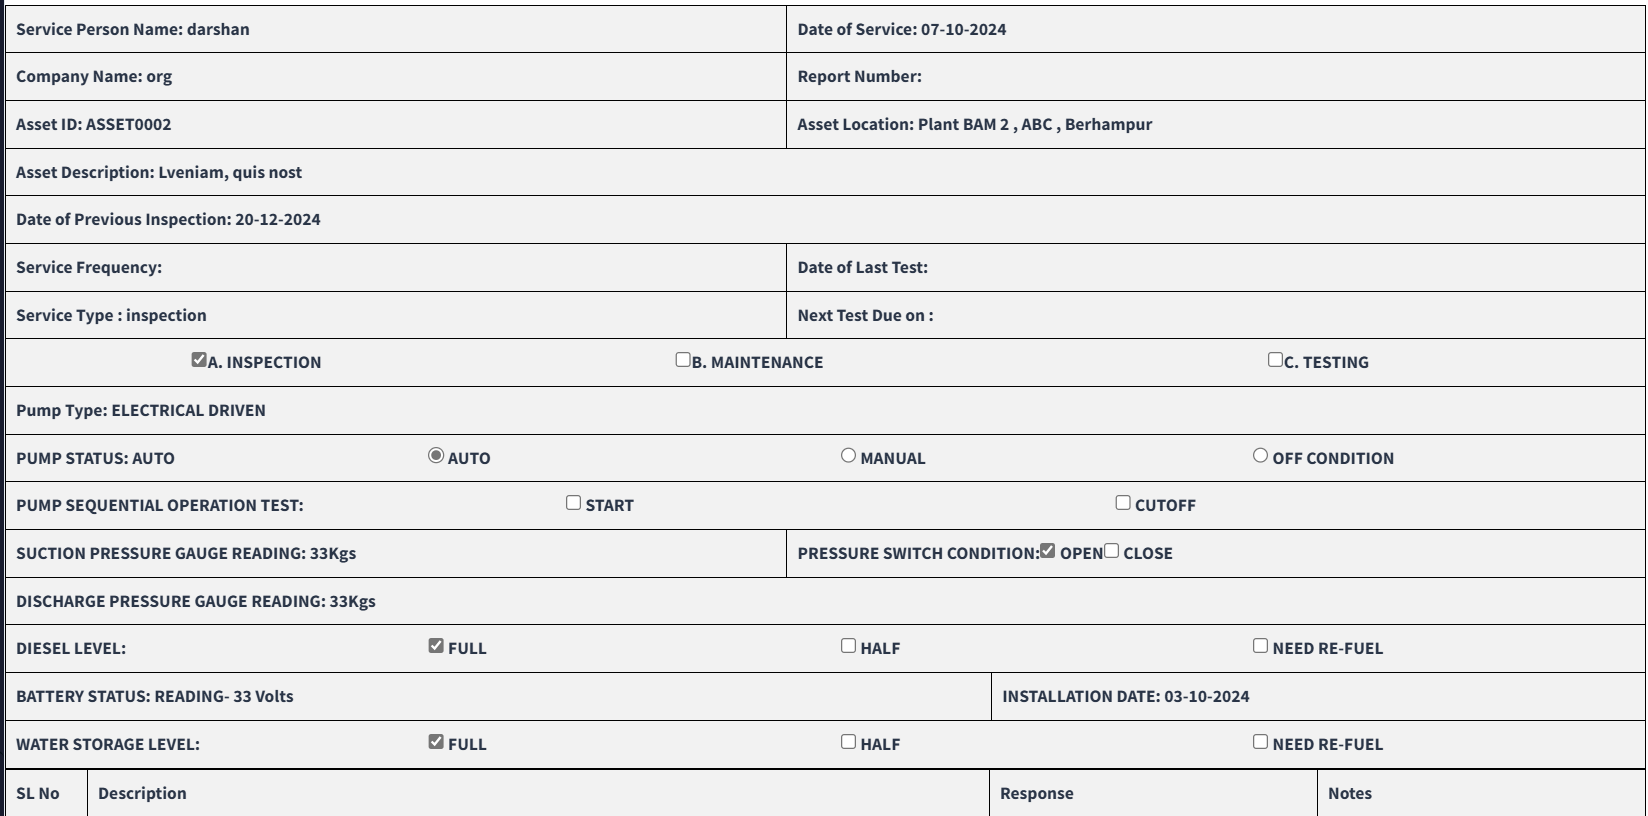 Service Person Name: darshan
Date of Service: 07-10-2024
Company Name: org
Report Number:
Asset ID: ASSET0002
Asset Location: Plant BAM 2 , ABC , Berhampur
Asset Description: Lveniam, quis nost
Date of Previous Inspection: 20-12-2024
Service Frequency:
Date of Last Test:
Service Type : inspection
Next Test Due on :
A. INSPECTION
B. MAINTENANCE
C. TESTING
Pump Type: ELECTRICAL DRIVEN
PUMP STATUS: AUTO
AUTO
MANUAL
OFF CONDITION
PUMP SEQUENTIAL OPERATION TEST:
START
CUTOFF
SUCTION PRESSURE GAUGE READING: 33Kgs
PRESSURE SWITCH CONDITION: OPEN CLOSE
DISCHARGE PRESSURE GAUGE READING: 33Kgs
DIESEL LEVEL:
FULL
HALF
NEED RE-FUEL
BATTERY STATUS: READING- 33 Volts
INSTALLATION DATE: 03-10-2024
WATER STORAGE LEVEL:
FULL
HALF
NEED RE-FUEL
SL No
Description
Response
Notes